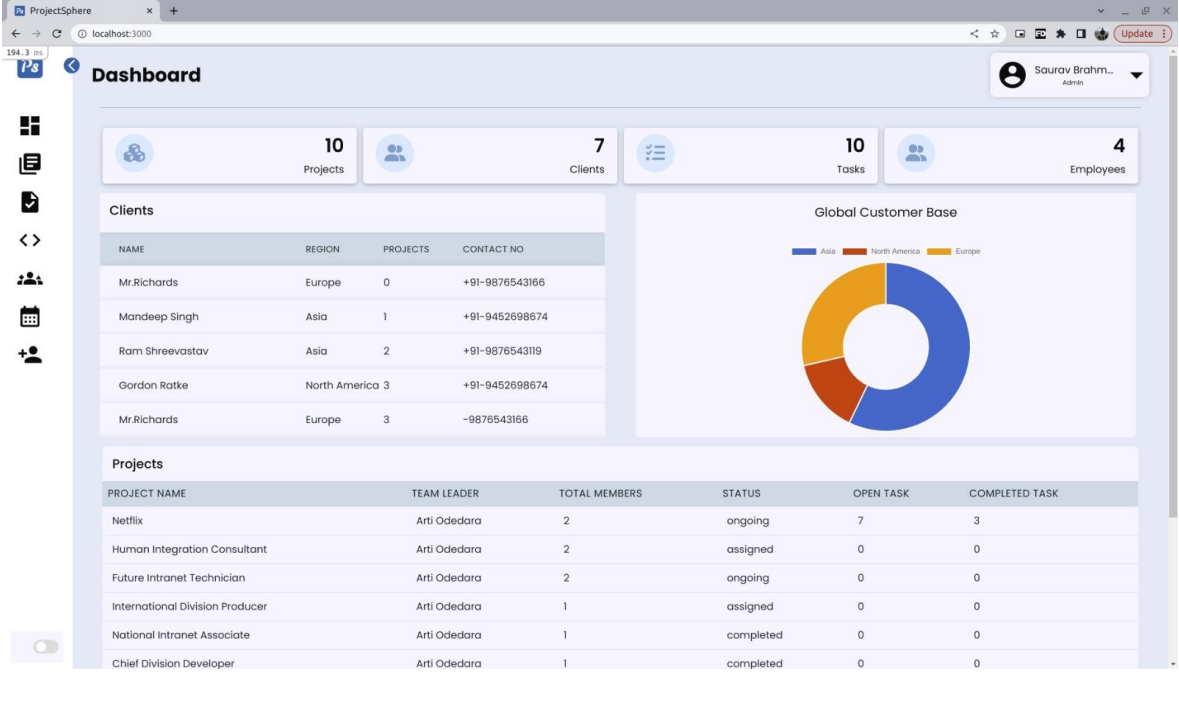 ProjectSphere
localhost:3000
Update
194.3 ms
Ps
Dashboard
Saurav Brahm...
Admin
10
Projects
7
Clients
10
Tasks
4
Employees
Clients
NAME REGION PROJECTS CONTACT NO
Mr.Richards Europe 0 +91-9876543166
Mandeep Singh Asia 1 +91-9452698674
Ram Shreevastav Asia 2 +91-9876543119
Gordon Ratke North America 3 +91-9452698674
Mr.Richards Europe 3 -9876543166
Global Customer Base
Asia North America Europe
Projects
PROJECT NAME TEAM LEADER TOTAL MEMBERS STATUS OPEN TASK COMPLETED TASK
Netflix Arti Odedara 2 ongoing 7 3
Human Integration Consultant Arti Odedara 2 assigned 0 0
Future Intranet Technician Arti Odedara 2 ongoing 0 0
International Division Producer Arti Odedara 1 assigned 0 0
National Intranet Associate Arti Odedara 1 completed 0 0
Chief Division Developer Arti Odedara 1 completed 0 0